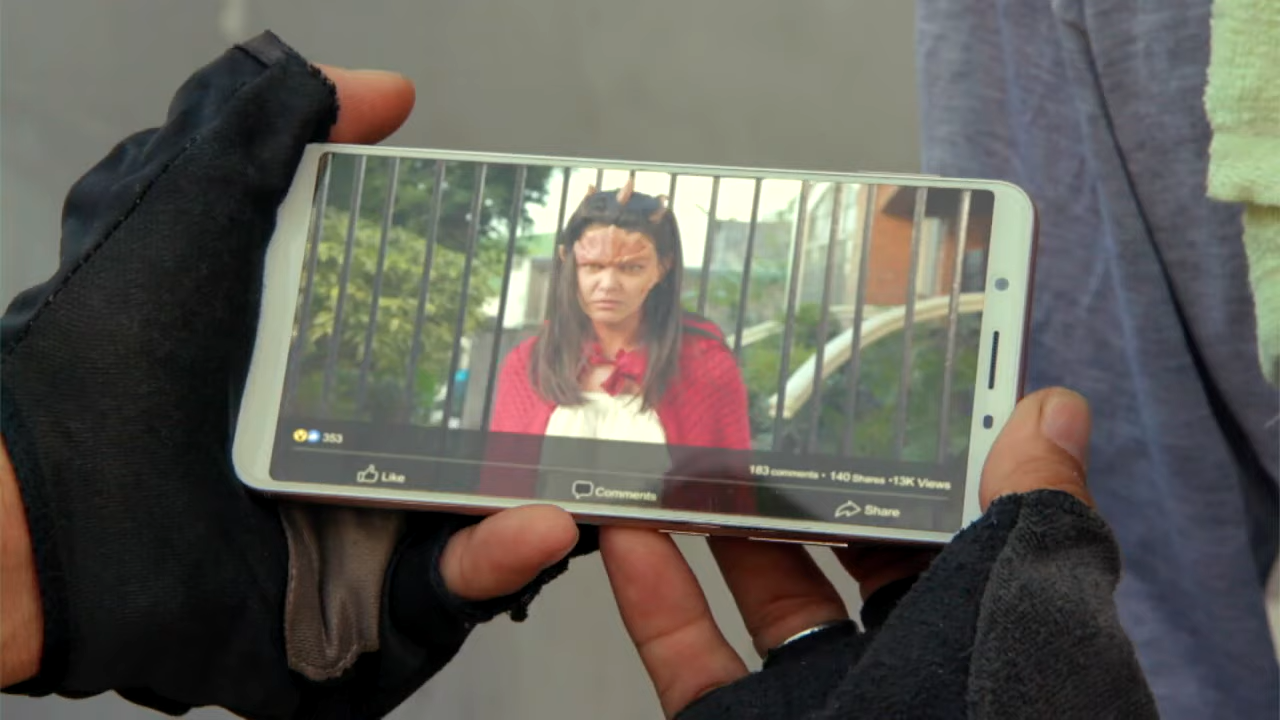 353
183 comments • 140 Shares •13K Views
Like
Comments
Share